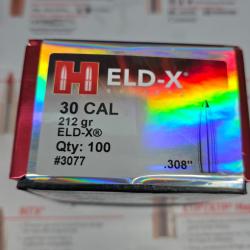 H ELD-X®
30 CAL
212 gr
ELD-X®
Qty: 100
#3077 .308"